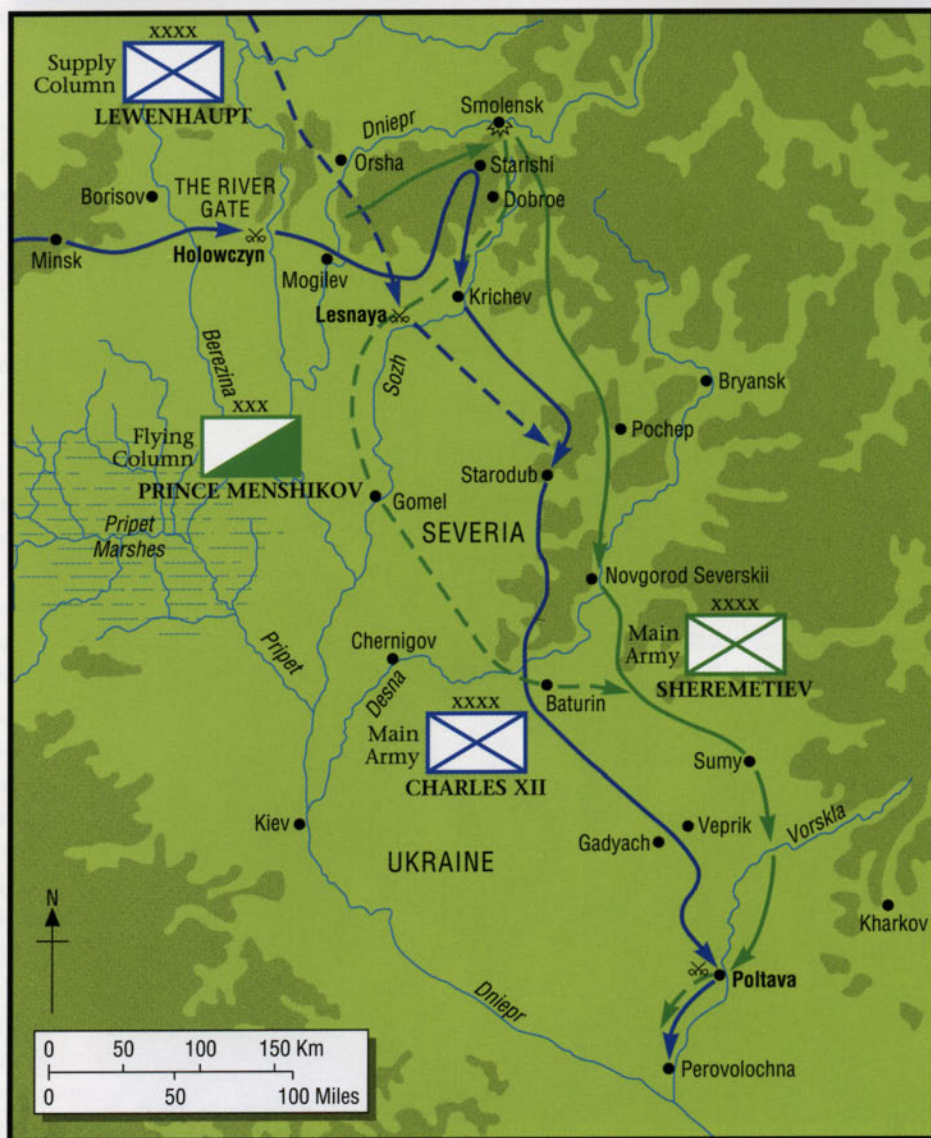 XXXX
Supply
Column
LEWENHAUPT
Smolensk
Dniepr
Orsha
Starishi
Borisov
THE RIVER
GATE
Dobroe
Minsk
Holowczyn
Mogilev
Krichev
Lesnaya
Berezina
Sozh
Bryansk
XXX
Flying
Column
PRINCE MENSHIKOV
Pochep
Starodub
Gomel
SEVERIA
Pripet
Marshes
Novgorod Severskii
XXXX
Main
Army
SHEREMETIEV
Pripet
Chernigov
Desna
Baturin
XXXX
Main
Army
CHARLES XII
Sumy
Kiev
Veprik
Vorskla
Gadyach
UKRAINE
N
Kharkov
Poltava
Dniepr
0 50 100 150 Km
0 50 100 Miles
Perovolochna